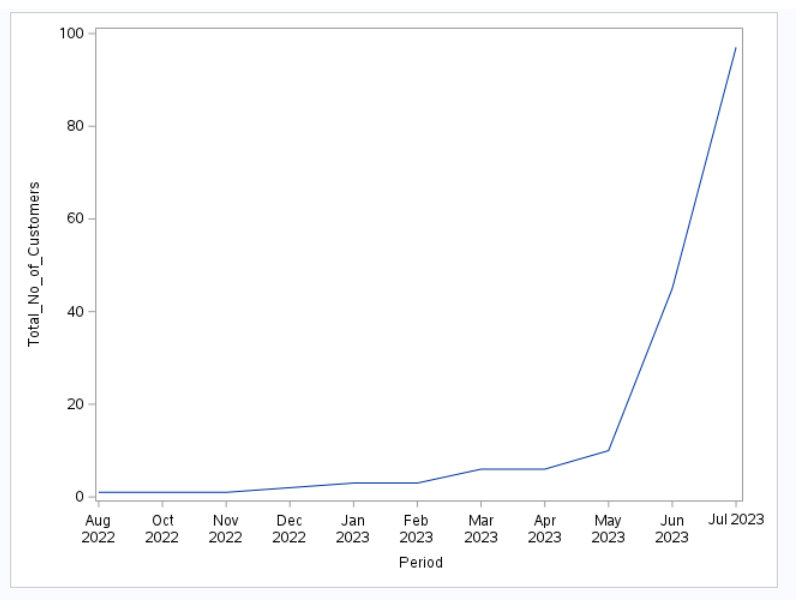 100
80
60
40
20
0
Total_No_of_Customers
Aug Oct Nov Dec Jan Feb Mar Apr May Jun Jul 2023
2022 2022 2022 2022 2023 2023 2023 2023 2023 2023
Period